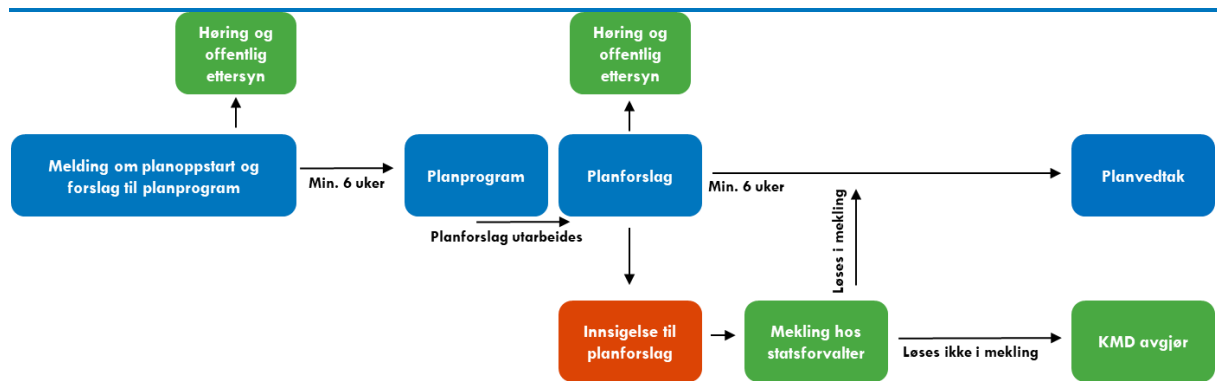 Høring og
offentlig
ettersyn
Høring og
offentlig
ettersyn
Melding om planoppstart og
forslag til planprogram
Min. 6 uker
Planprogram
Planforslag
Min. 6 uker
Planvedtak
Planforslag utarbeides
Løses i mekling
Innsigelse til
planforslag
Mekling hos
statsforvalter
Løses ikke i mekling
KMD avgjør